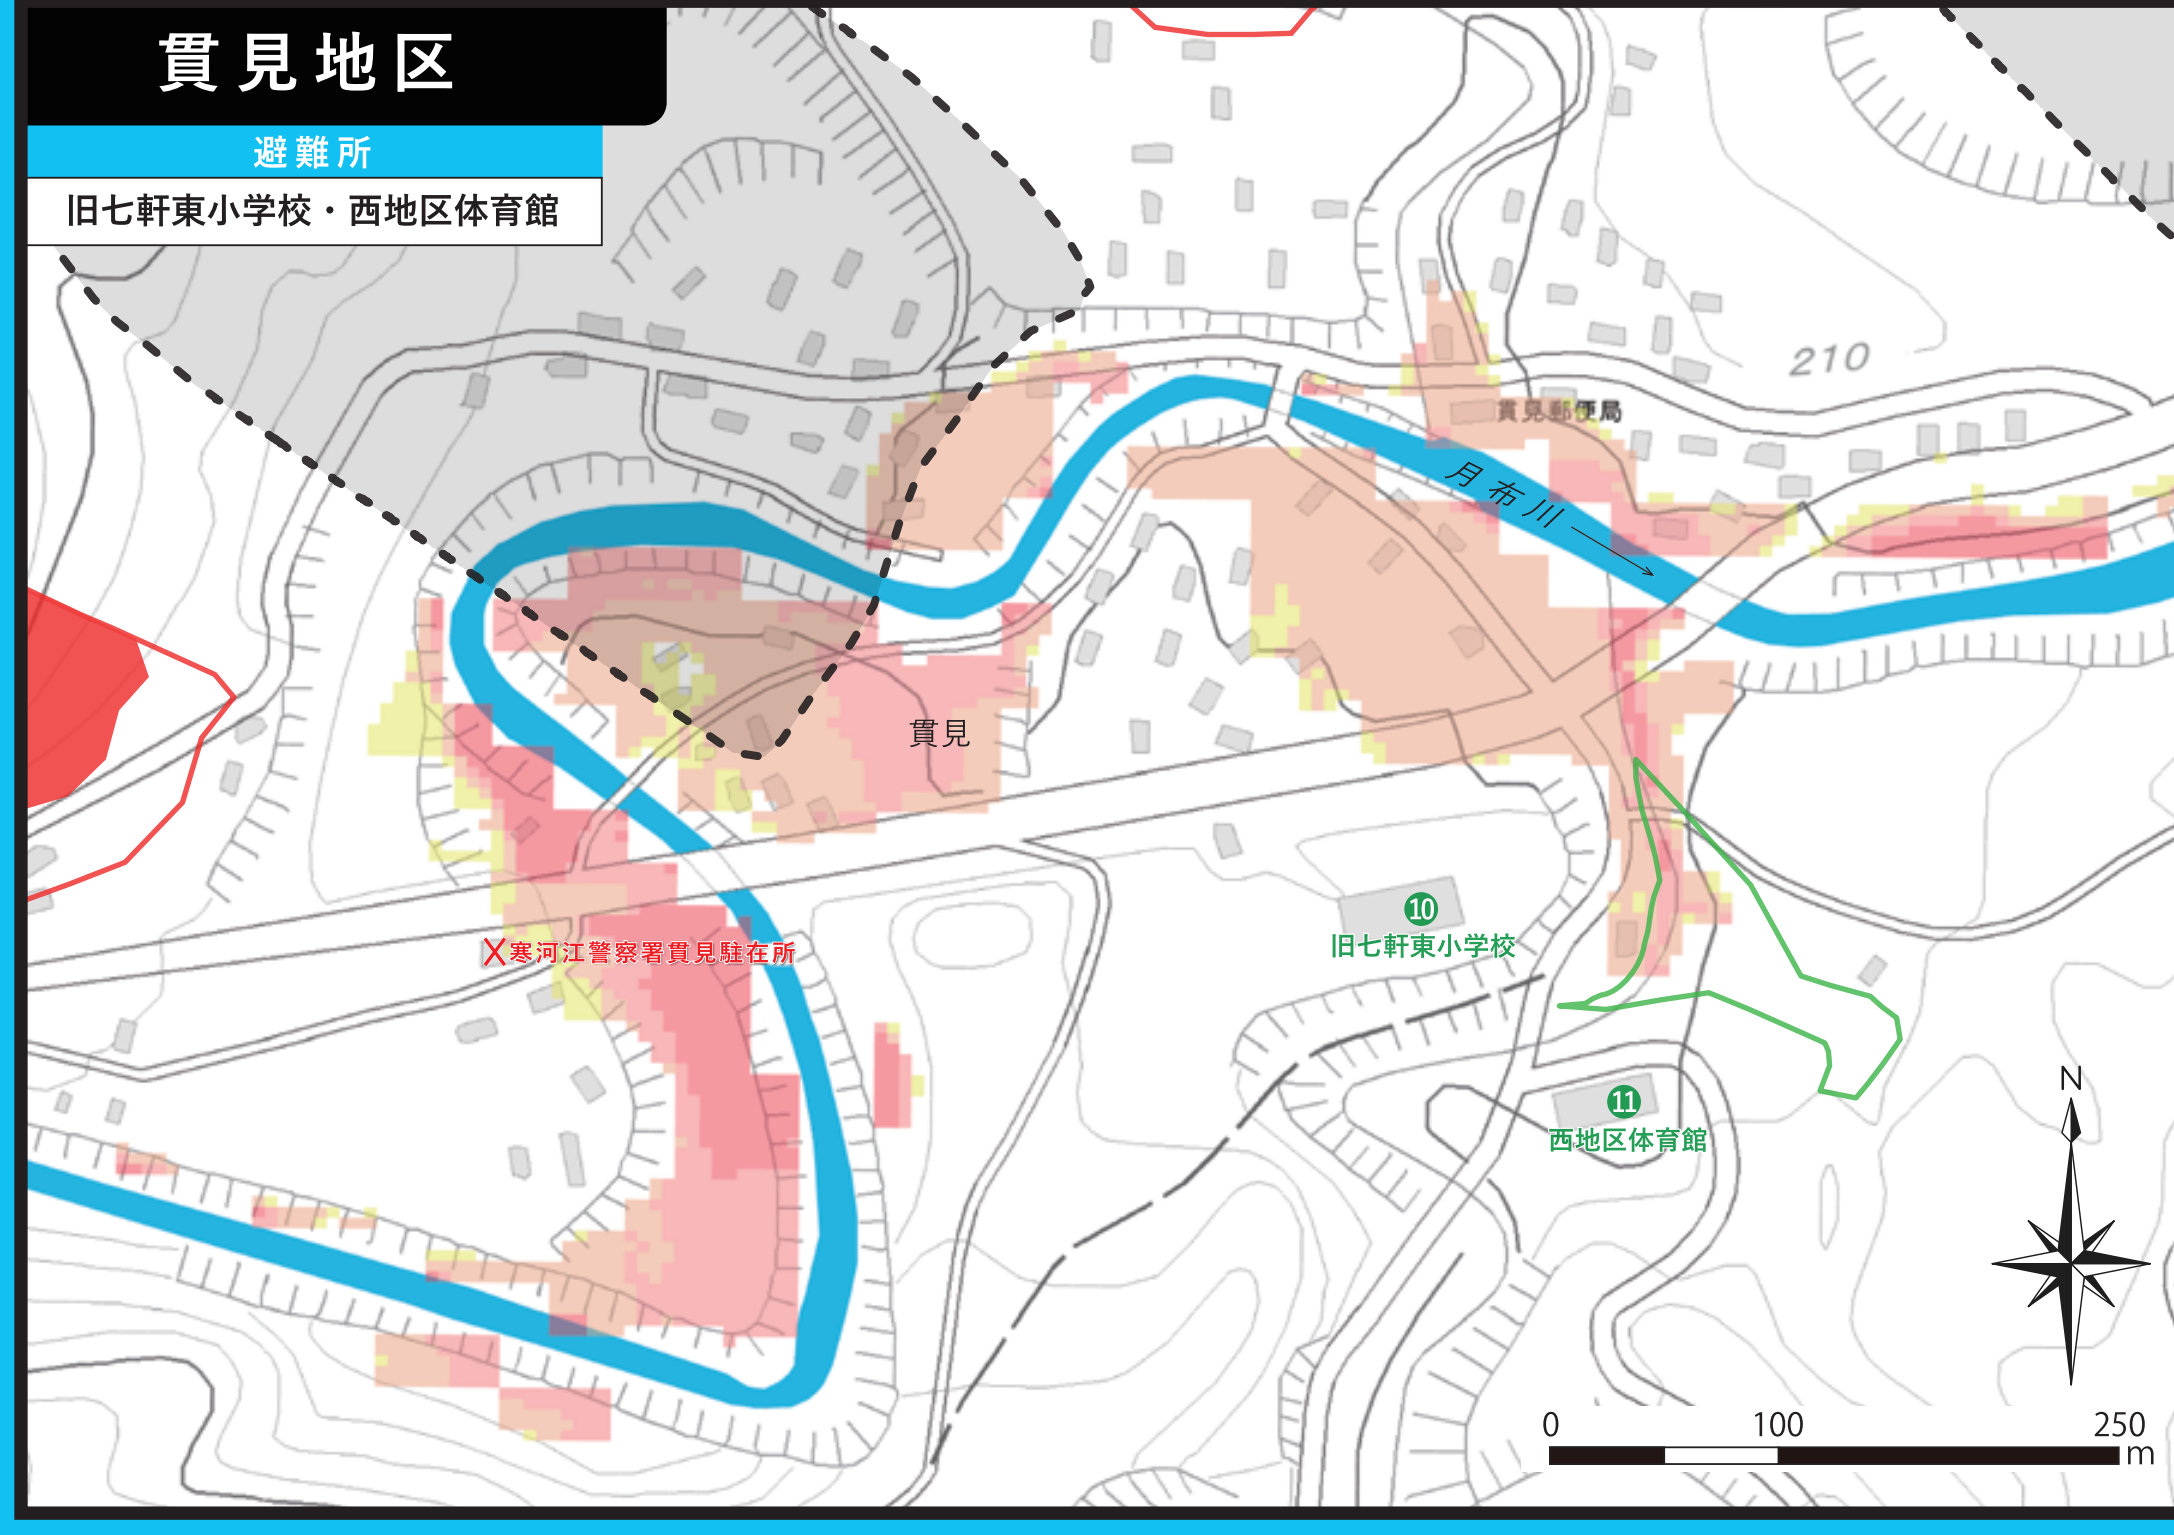 貫見地区
避難所
旧七軒東小学校・西地区体育館
210
貫見郵便局
月布川
貫見
10
旧七軒東小学校
X寒河江警察署貫見駐在所
11
西地区体育館
N
0 100 250
m